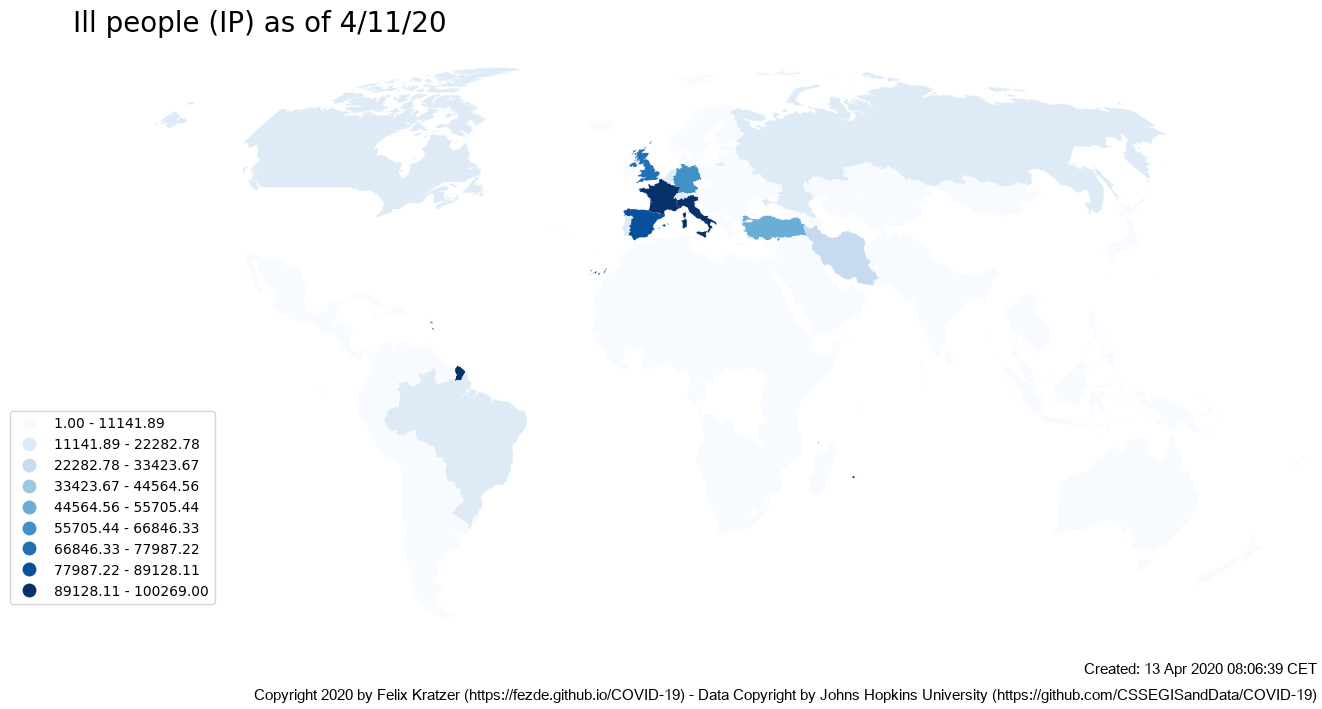 Ill people (IP) as of 4/11/20
1.00 - 11141.89
11141.89 - 22282.78
22282.78 - 33423.67
33423.67 - 44564.56
44564.56 - 55705.44
55705.44 - 66846.33
66846.33 - 77987.22
77987.22 - 89128.11
89128.11 - 100269.00
Created: 13 Apr 2020 08:06:39 CET
Copyright 2020 by Felix Kratzer (https://fezde.github.io/COVID-19) - Data Copyright by Johns Hopkins University (https://github.com/CSSEGISandData/COVID-19)